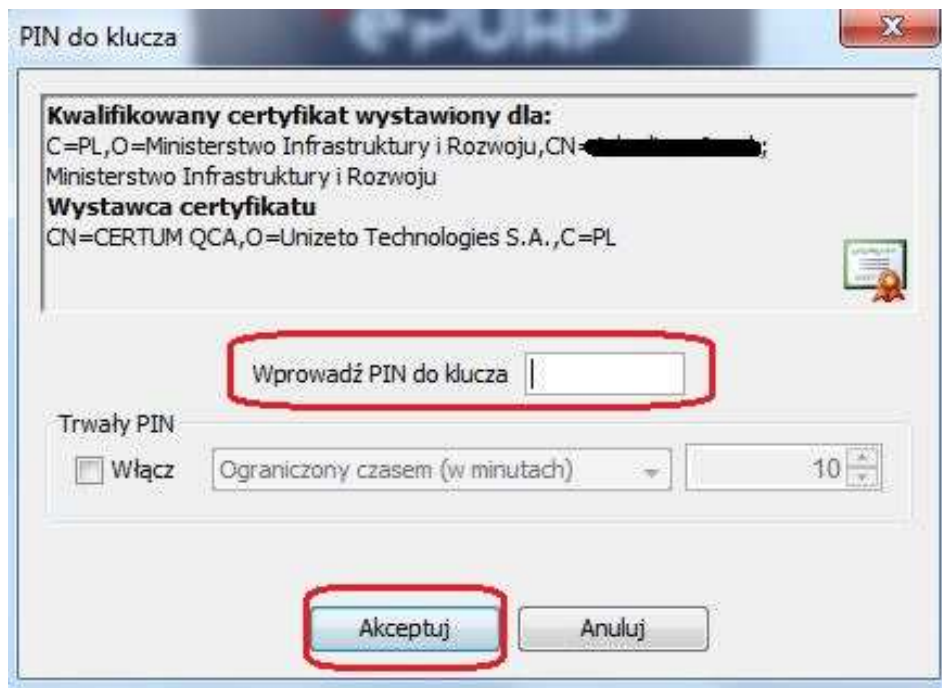 PIN do klucza
Kwalifikowany certyfikat wystawiony dla:
C=PL,O=Ministerstwo Infrastruktury i Rozwoju,CN=
Ministerstwo Infrastruktury i Rozwoju
Wystawca certyfikatu
CN=CERTUM QCA,O=Unizeto Technologies S.A.,C=PL
Wprowadź PIN do klucza
Trwały PIN
Włącz Ograniczony czasem (w minutach) 10
Akceptuj Anuluj